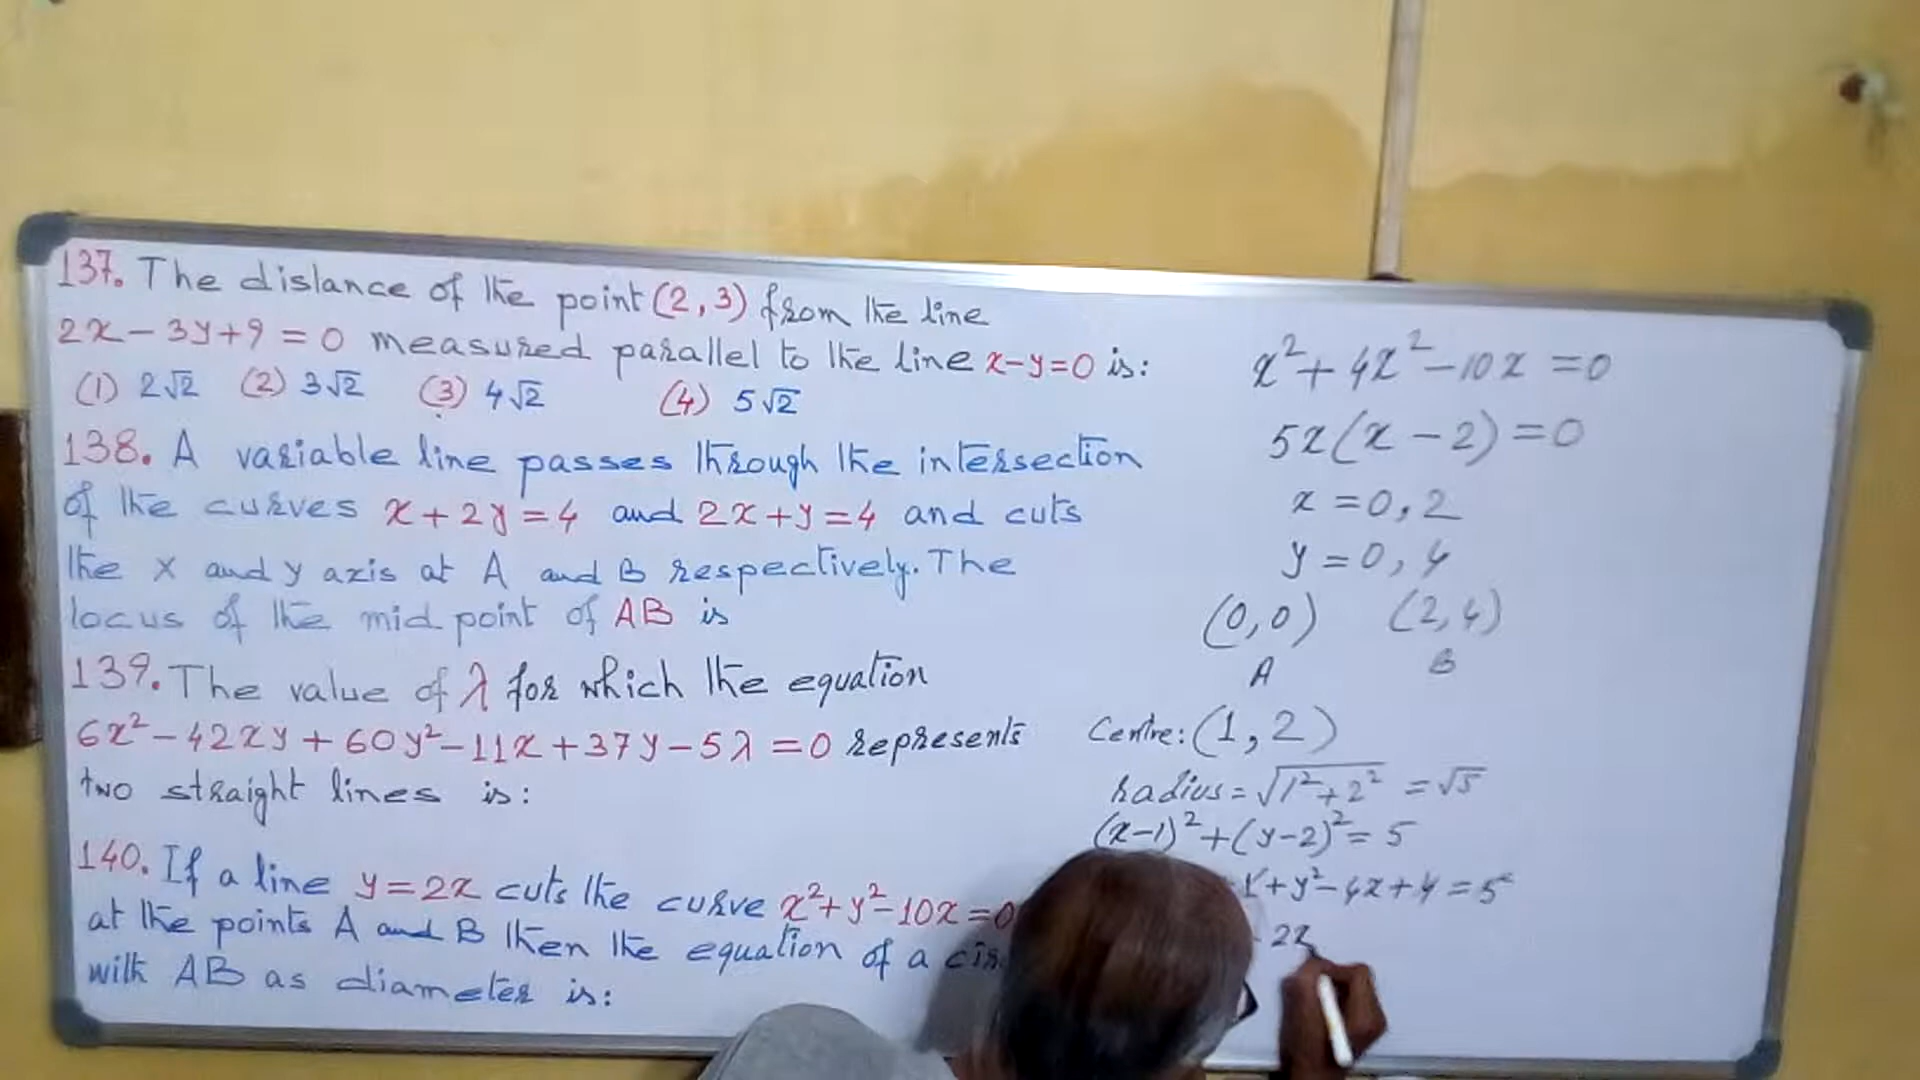 137. The distance of the point (2,3) from the line
2x-3y+9=0 measured parallel to the line x-y=0 is:
(1) 2√2 (2) 3√2 (3) 4√2 (4) 5√2
138. A variable line passes through the intersection
of the curves x+2y=4 and 2x+y=4 and cuts
the x and y axis at A and B respectively. The
locus of the mid point of AB is
139. The value of λ for which the equation
6x²-42xy+60y²-11x+37y-5λ=0 represents
two straight lines is:
140. If a line y=2x cuts the curve x²+y²-10x=0
at the points A and B then the equation of a
with AB as diameter is:
x²+4x²-10x=0
5x(x-2)=0
x=0,2
y=0,4
(0,0) (2,4)
A B
Centre: (1,2)
radius=√1²+2² =√5
(x-1)²+(y-2)²=5
1+y²-4x+4=5
-2x